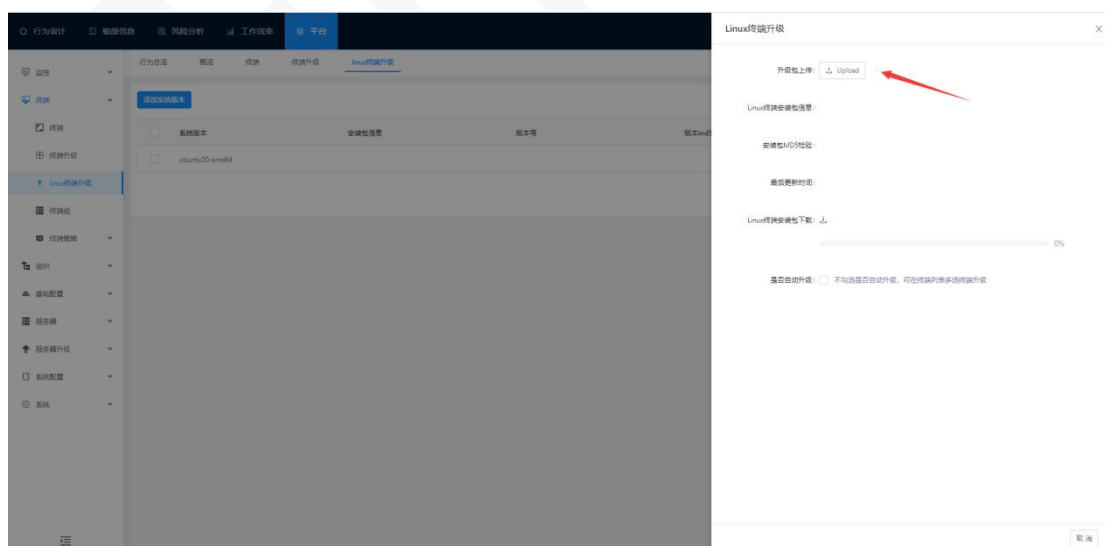 行为审计 敏感信息 风险分析 工作效率 平台
行为总览 概览 终端 终端升级 linux终端升级
监控
终端
终端
终端升级
linux终端升级
终端组
终端策略
组织
基础配置
服务器
服务器升级
系统配置
系统
添加系统版本
系统版本 安装包信息 版本号 版本md5
ubuntu20-amd64
Linux终端升级
升级包上传: Upload
Linux终端安装包信息:
安装包MD5检验:
最后更新时间:
Linux终端安装包下载:
0%
是否自动升级: 不勾选是否自动升级，可在终端列表多选终端升级
取消